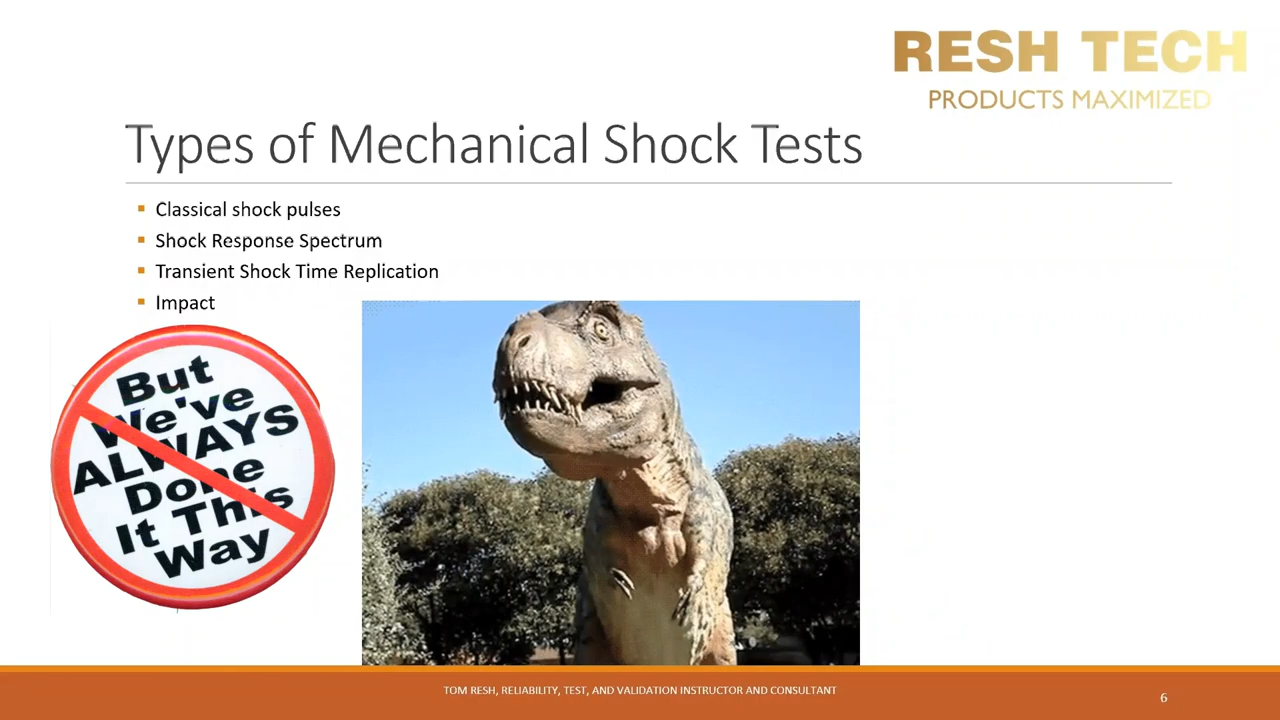 RESH TECH
PRODUCTS MAXIMIZED
Types of Mechanical Shock Tests
Classical shock pulses
Shock Response Spectrum
Transient Shock Time Replication
Impact
But
We've
ALWAYS
Done
It This
Way
TOM RESH, RELIABILITY, TEST, AND VALIDATION INSTRUCTOR AND CONSULTANT
6